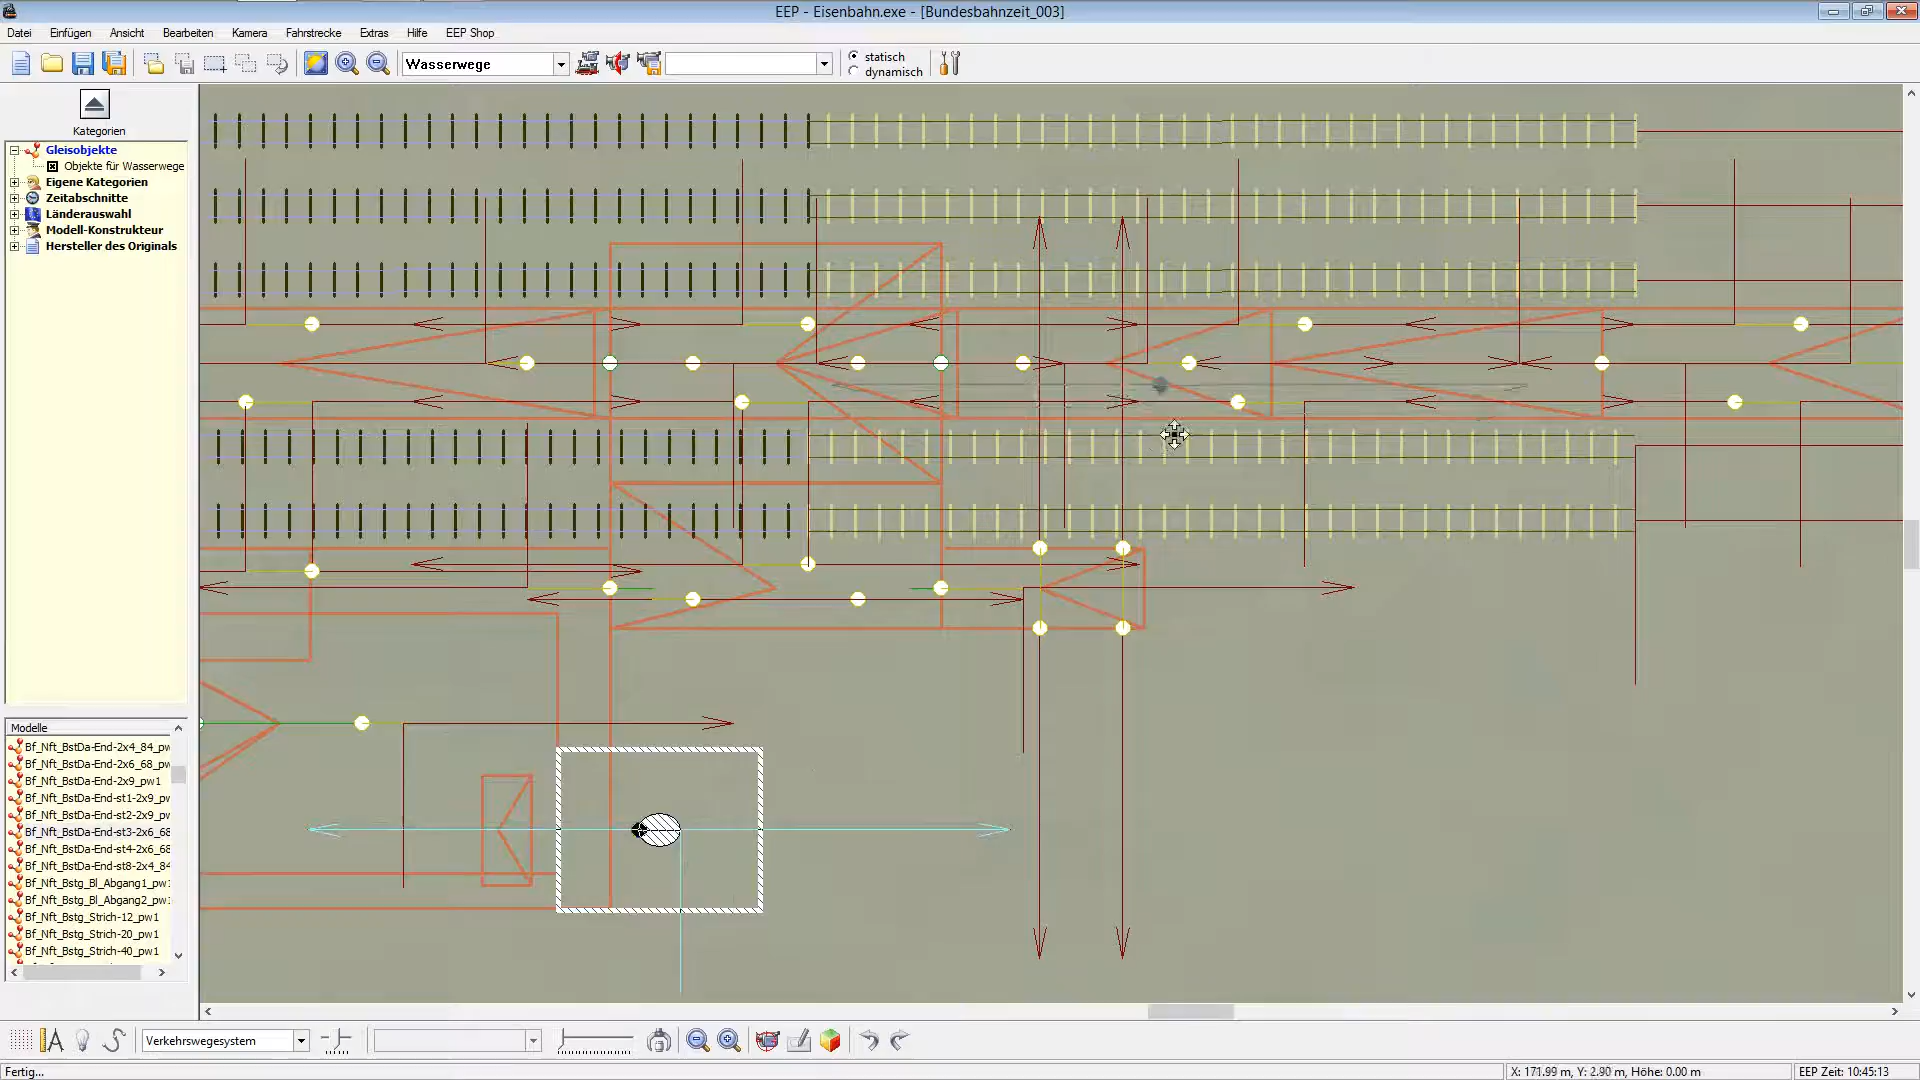 EEP - Eisenbahn.exe - [Bundesbahnzeit_003]
Datei Einfügen Ansicht Bearbeiten Kamera Fahrstrecke Extras Hilfe EEP Shop
Wasserwege
statisch
dynamisch
Kategorien
Gleisobjekte
Objekte für Wasserwege
Eigene Kategorien
Zeitabschnitte
Länderauswahl
Modell-Konstrukteur
Hersteller des Originals
Modelle
Bf_Nft_BstDa-End-2x4_84_pw
Bf_Nft_BstDa-End-2x6_68_pw
Bf_Nft_BstDa-End-2x9_pw1
Bf_Nft_BstDa-End-st1-2x9_pw
Bf_Nft_BstDa-End-st2-2x9_pw
Bf_Nft_BstDa-End-st3-2x6_68
Bf_Nft_BstDa-End-st4-2x6_68
Bf_Nft_BstDa-End-st8-2x4_84
Bf_Nft_Bstg_Bl_Abgang1_pw1
Bf_Nft_Bstg_Bl_Abgang2_pw1
Bf_Nft_Bstg_Strich-12_pw1
Bf_Nft_Bstg_Strich-20_pw1
Bf_Nft_Bstg_Strich-40_pw1
Verkehrswegesystem
Fertig...
X: 171.99 m, Y: 2.90 m, Höhe: 0.00 m
EEP Zeit: 10:45:13